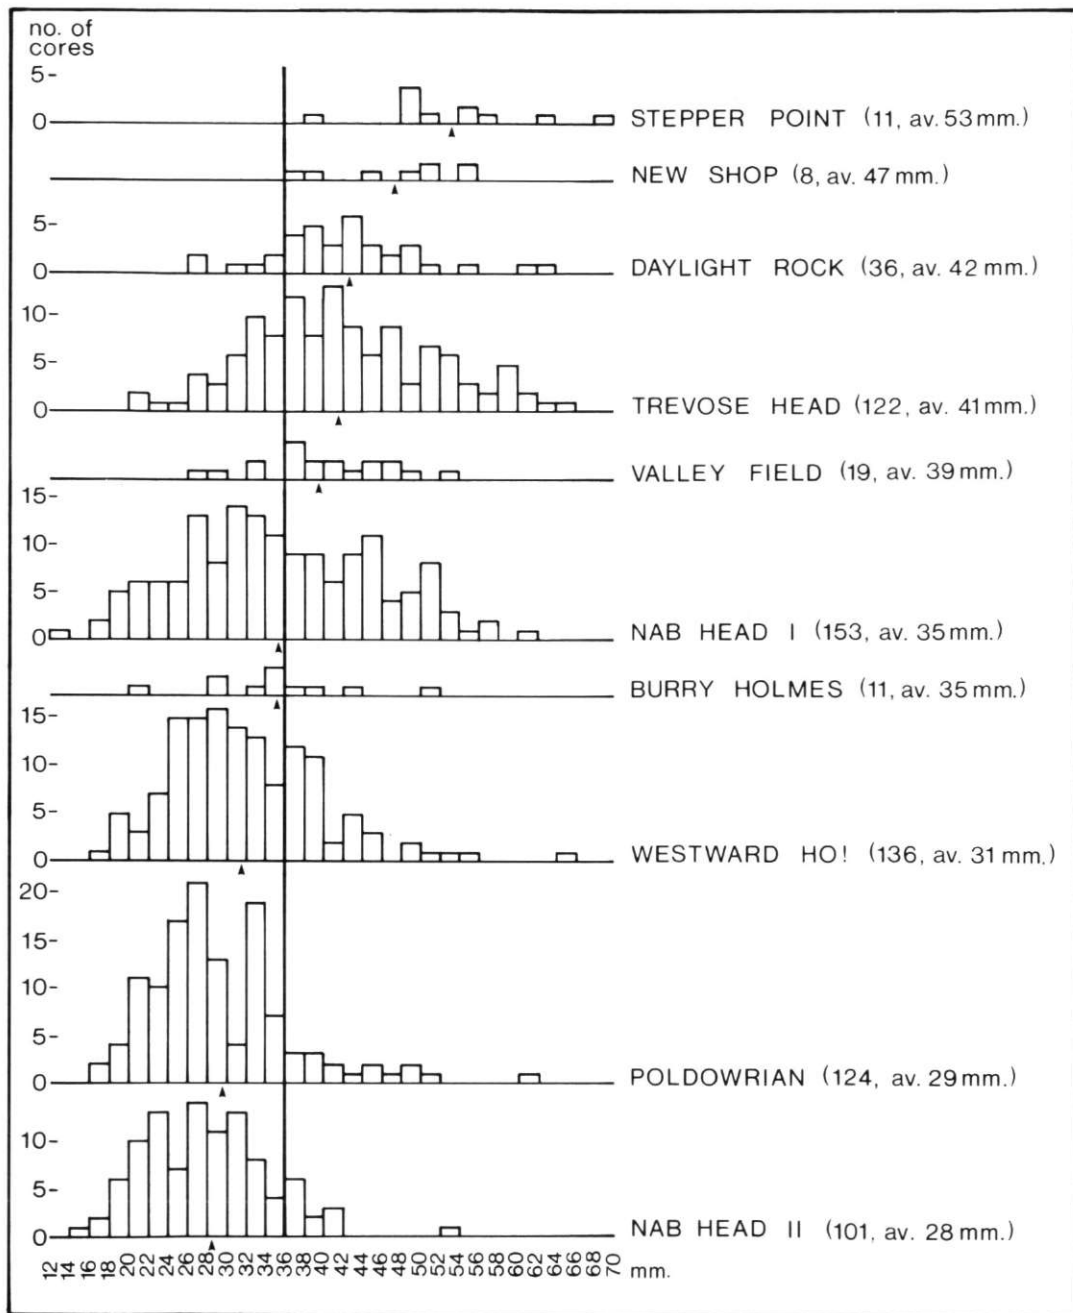 no. of
cores
5-
0-
STEPPER POINT (11, av. 53 mm.)
NEW SHOP (8, av. 47 mm.)
5-
0-
DAYLIGHT ROCK (36, av. 42 mm.)
10-
5-
0-
TREVOSE HEAD (122, av. 41 mm.)
VALLEY FIELD (19, av. 39 mm.)
15-
10-
5-
0-
NAB HEAD I (153, av. 35 mm.)
BURRY HOLMES (11, av. 35 mm.)
15-
10-
5-
0-
WESTWARD HO! (136, av. 31 mm.)
20-
15-
10-
5-
0-
POLDOWRIAN (124, av. 29 mm.)
10-
5-
0-
NAB HEAD II (101, av. 28 mm.)
12 14 16 18 20 22 24 26 28 30 32 34 36 38 40 42 44 46 48 50 52 54 56 58 60 62 64 66 68 70 mm.